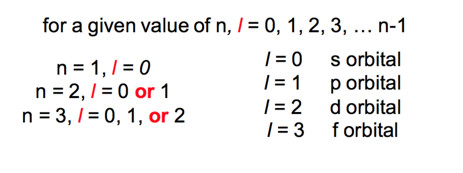 for a given value of n, l = 0, 1, 2, 3, … n-1
n = 1, l = 0
n = 2, l = 0 or 1
n = 3, l = 0, 1, or 2
l = 0 s orbital
l = 1 p orbital
l = 2 d orbital
l = 3 f orbital